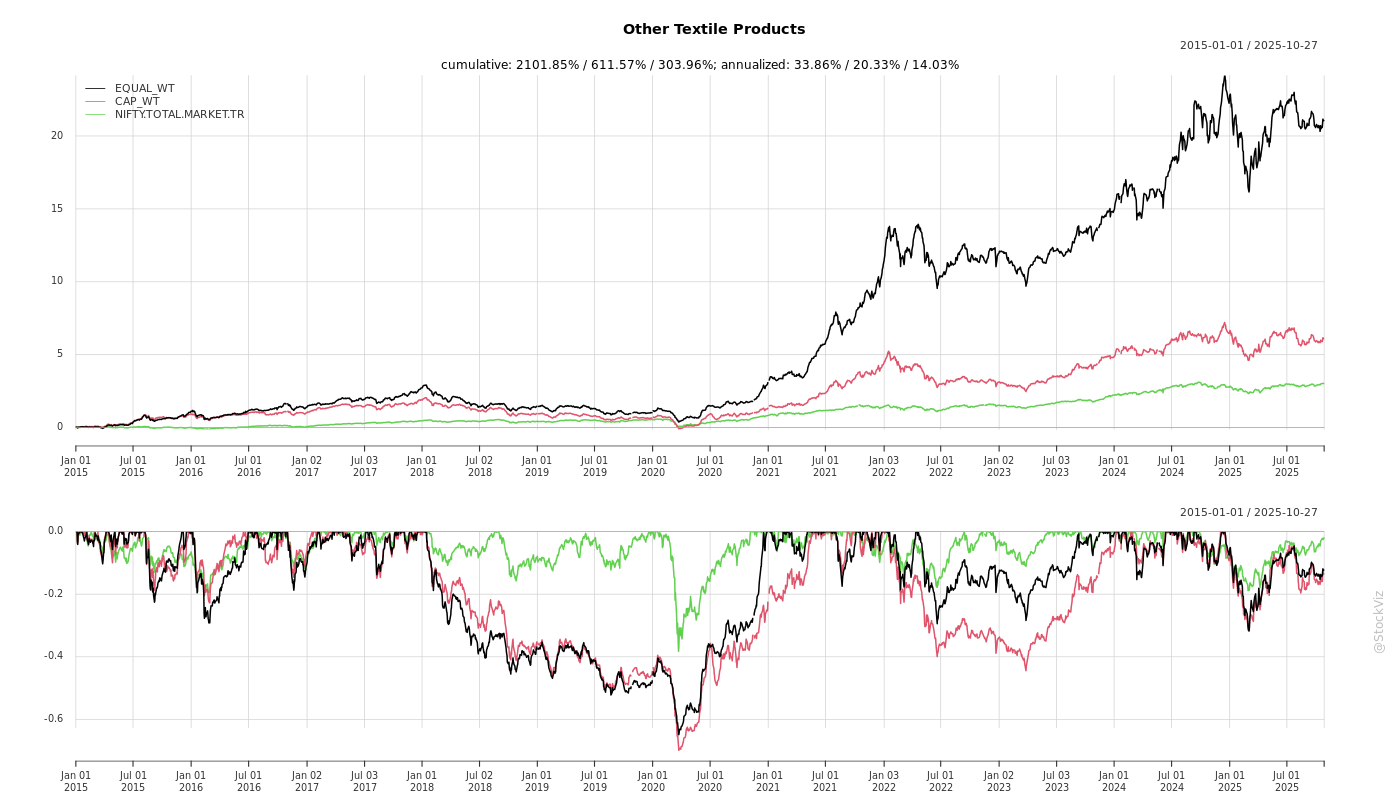 Other Textile Products
2015-01-01 / 2025-10-27
cumulative: 2101.85% / 611.57% / 303.96%; annualized: 33.86% / 20.33% / 14.03%
EQUAL_WT
CAP_WT
NIFTY.TOTAL.MARKET.TR
20
15
10
5
0
Jan 01 Jul 01 Jan 01 Jul 01 Jan 02 Jul 03 Jan 01 Jul 02 Jan 01 Jul 01 Jan 01 Jul 01 Jan 01 Jul 01 Jan 03 Jul 01 Jan 02 Jul 03 Jan 01 Jul 01 Jan 01 Jul 01
2015 2015 2016 2016 2017 2017 2018 2018 2019 2019 2020 2020 2021 2021 2022 2022 2023 2023 2024 2024 2025 2025
2015-01-01 / 2025-10-27
0.0
-0.2
-0.4
-0.6
Jan 01 Jul 01 Jan 01 Jul 01 Jan 02 Jul 03 Jan 01 Jul 02 Jan 01 Jul 01 Jan 01 Jul 01 Jan 01 Jul 01 Jan 03 Jul 01 Jan 02 Jul 03 Jan 01 Jul 01 Jan 01 Jul 01
2015 2015 2016 2016 2017 2017 2018 2018 2019 2019 2020 2020 2021 2021 2022 2022 2023 2023 2024 2024 2025 2025
@StockViz